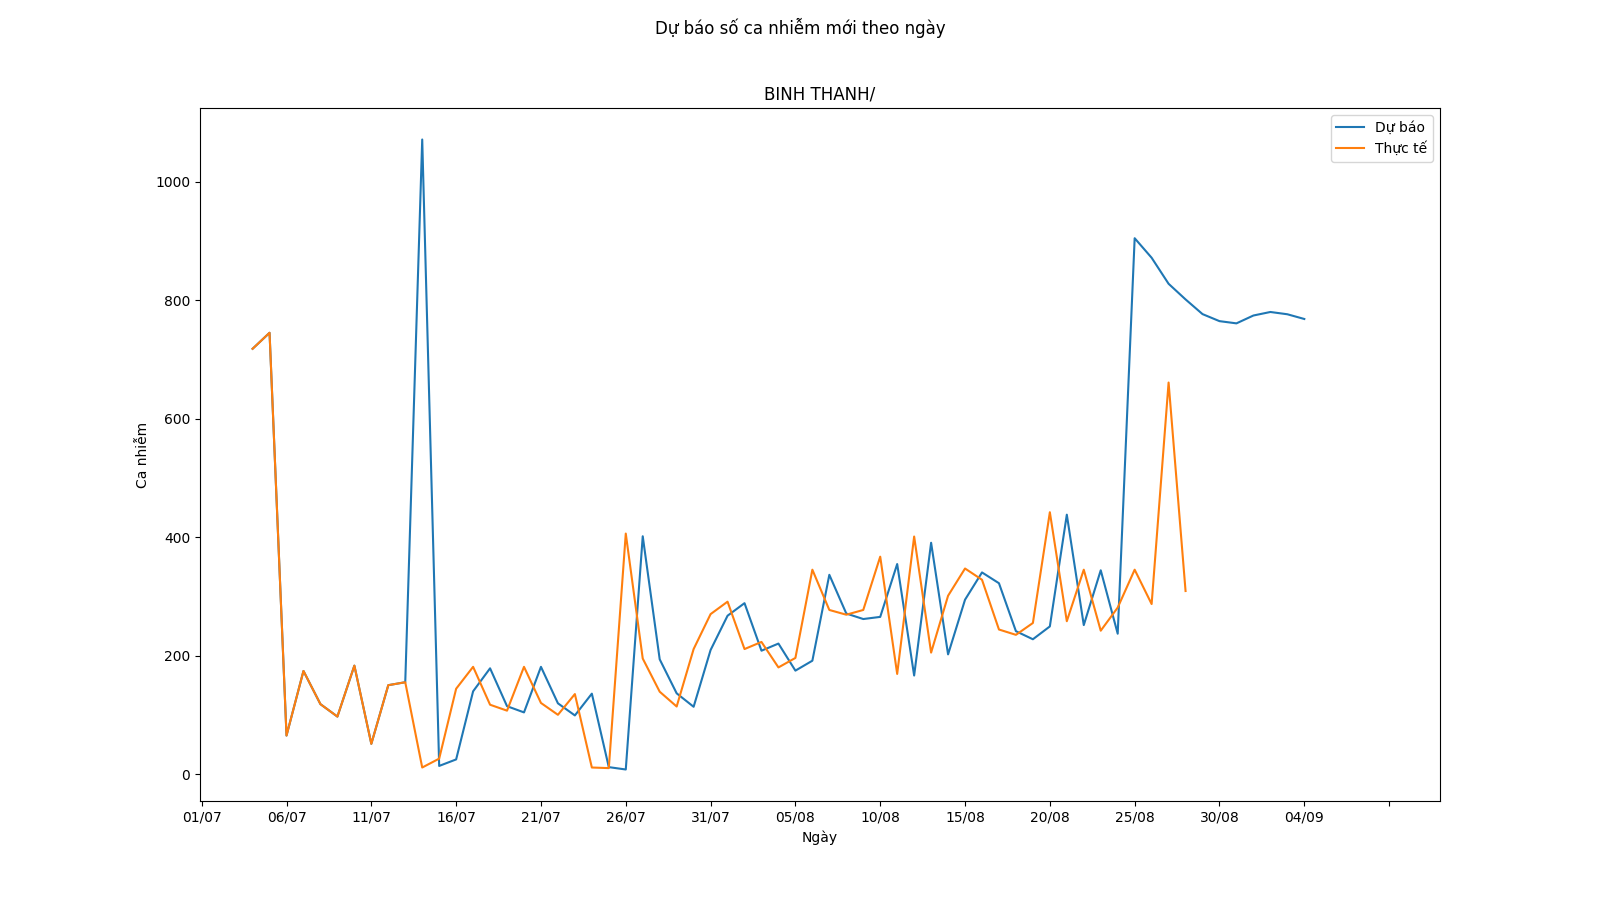 Dự báo số ca nhiễm mới theo ngày
BINH THANH/
Dự báo
Thực tế
1000
800
600
400
200
0
Ca nhiễm
01/07 06/07 11/07 16/07 21/07 26/07 31/07 05/08 10/08 15/08 20/08 25/08 30/08 04/09
Ngày